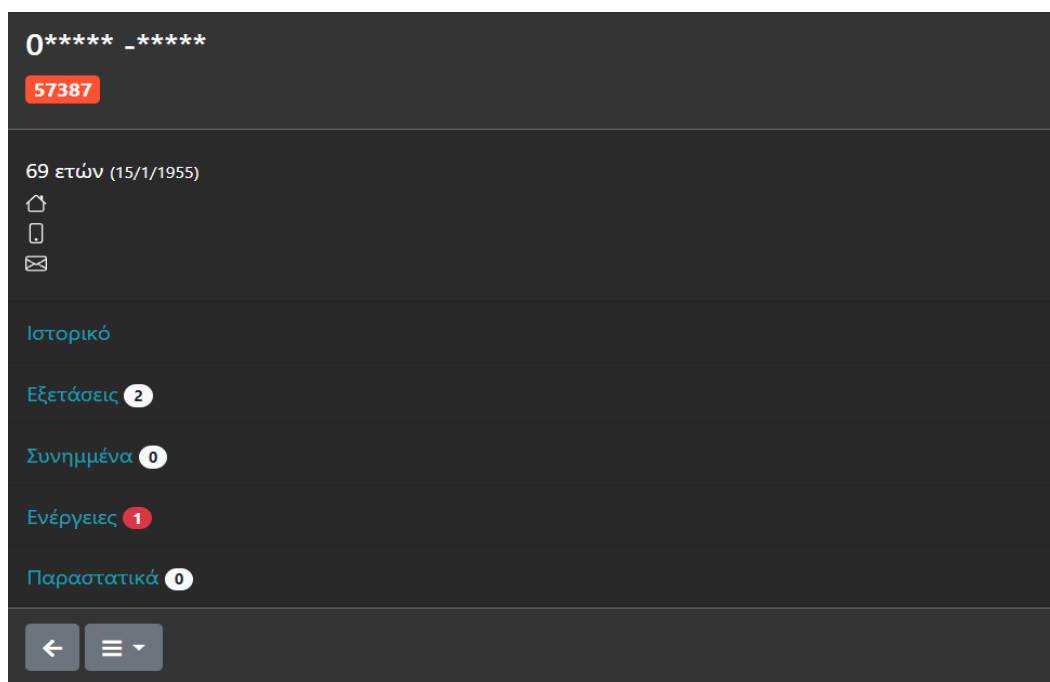 0***** -*****
57387
69 ετών (15/1/1955)
Ιστορικό
Εξετάσεις 2
Συνημμένα 0
Ενέργειες 1
Παραστατικά 0